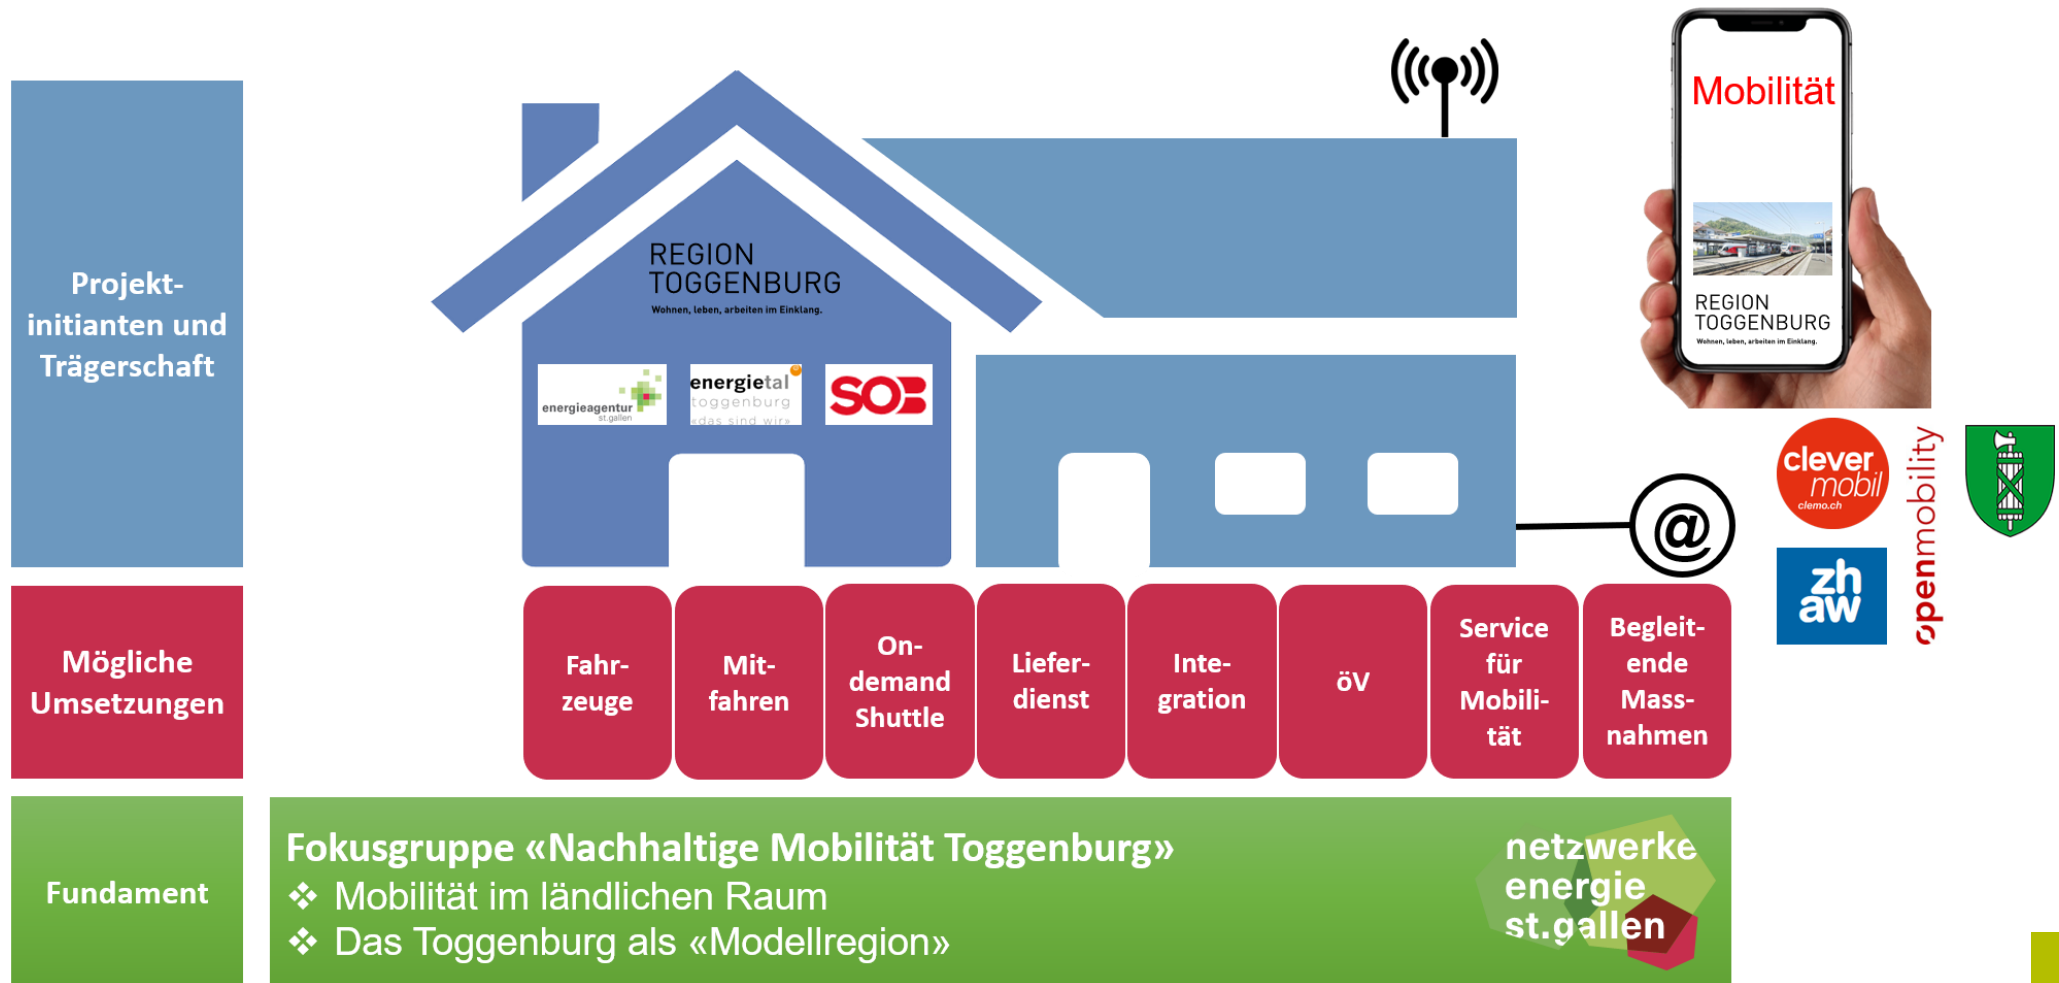 Projekt-
initianten und
Trägerschaft
REGION
TOGGENBURG
Wohnen, leben, arbeiten im Einklang.
energieagentur
st.gallen
energietal
toggenburg
«das sind wir»
SOB
Mobilität
REGION
TOGGENBURG
Wohnen, leben, arbeiten im Einklang.
@
clever
mobil
clemo.ch
openmobility
zh
aw
Mögliche
Umsetzungen
Fahr-
zeuge
Mit-
fahren
On-
demand
Shuttle
Liefer-
dienst
Inte-
gration
öV
Service
für
Mobili-
tät
Begleit-
ende
Mass-
nahmen
Fundament
Fokusgruppe «Nachhaltige Mobilität Toggenburg»
❖ Mobilität im ländlichen Raum
❖ Das Toggenburg als «Modellregion»
netzwerke
energie
st.gallen